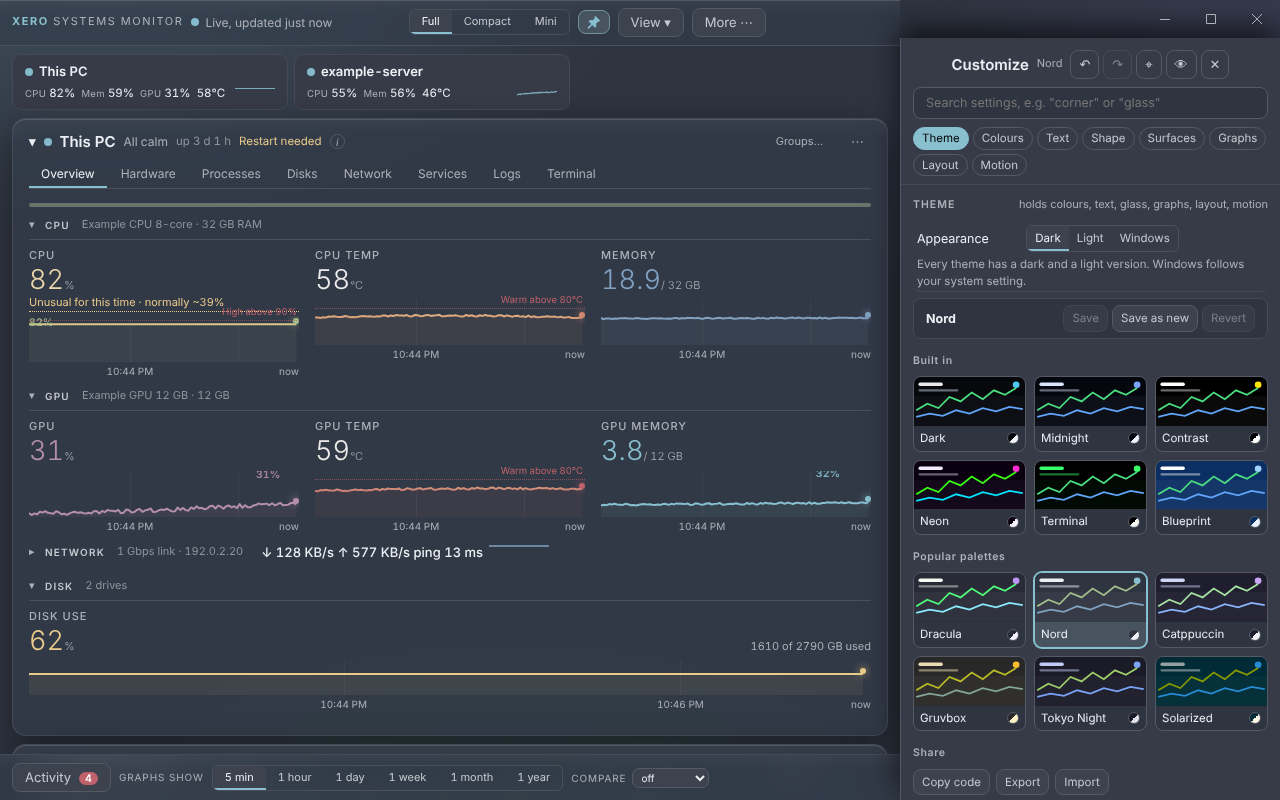 XERO SYSTEMS MONITOR Live, updated just now Full Compact Mini View ▾ More ⋯
This PC
CPU 82% Mem 59% GPU 31% 58°C
example-server
CPU 55% Mem 56% 46°C
▾ This PC All calm up 3 d 1 h Restart needed i Groups... ⋯
Overview Hardware Processes Disks Network Services Logs Terminal
▾ CPU Example CPU 8-core · 32 GB RAM
CPU
82%
Unusual for this time · normally ~39%
High above 90%
82%
10:44 PM now
CPU TEMP
58°C
Warm above 80°C
10:44 PM now
MEMORY
18.9/ 32 GB
10:44 PM now
▾ GPU Example GPU 12 GB · 12 GB
GPU
31%
31%
10:44 PM now
GPU TEMP
59°C
Warm above 80°C
10:44 PM now
GPU MEMORY
3.8/ 12 GB
32%
10:44 PM now
▸ NETWORK 1 Gbps link · 192.0.2.20 ↓ 128 KB/s ↑ 577 KB/s ping 13 ms
▾ DISK 2 drives
DISK USE
62%
1610 of 2790 GB used
10:44 PM 10:46 PM now
Activity 4 GRAPHS SHOW 5 min 1 hour 1 day 1 week 1 month 1 year COMPARE off
Customize Nord
Search settings, e.g. "corner" or "glass"
Theme Colours Text Shape Surfaces Graphs
Layout Motion
THEME holds colours, text, glass, graphs, layout, motion
Appearance Dark Light Windows
Every theme has a dark and a light version. Windows follows
your system setting.
Nord Save Save as new Revert
Built in
Dark Midnight Contrast
Neon Terminal Blueprint
Popular palettes
Dracula Nord Catppuccin
Gruvbox Tokyo Night Solarized
Share
Copy code Export Import